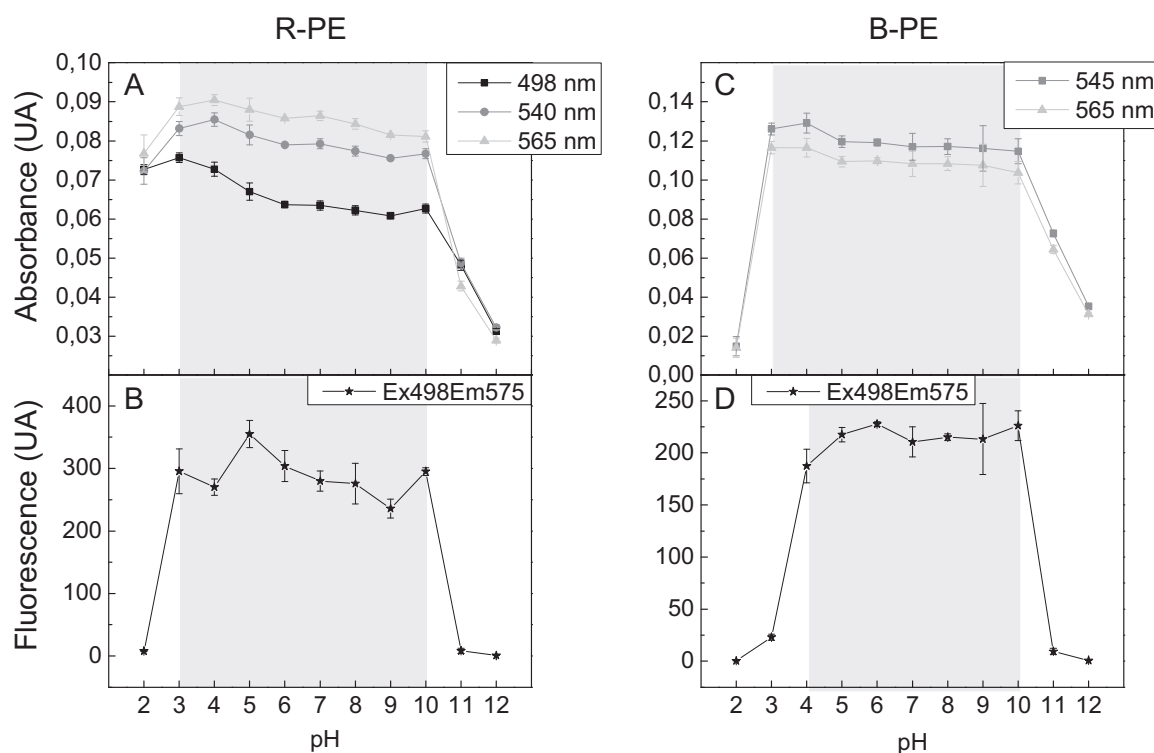 R-PE
B-PE
A
498 nm
540 nm
565 nm
Absorbance (UA)
0,10
0,09
0,08
0,07
0,06
0,05
0,04
0,03
C
545 nm
565 nm
0,14
0,12
0,10
0,08
0,06
0,04
0,02
0,00
B
Ex498Em575
Fluorescence (UA)
400
300
200
100
0
2 3 4 5 6 7 8 9 10 11 12
pH
D
Ex498Em575
250
200
150
100
50
25
0
2 3 4 5 6 7 8 9 10 11 12
pH